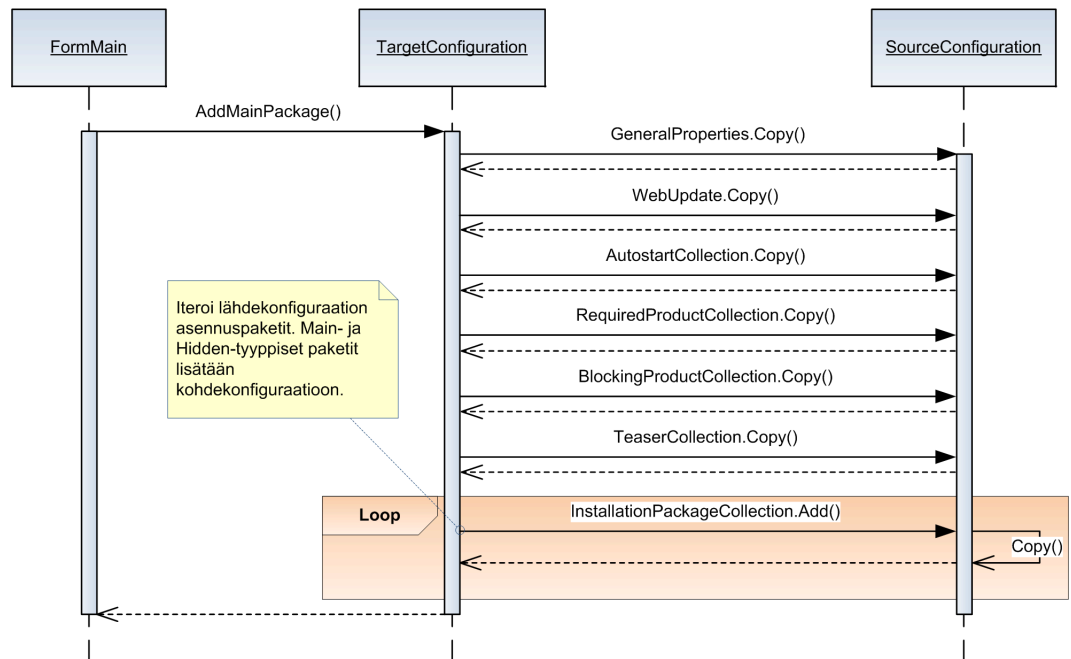 FormMain
TargetConfiguration
SourceConfiguration
AddMainPackage()
GeneralProperties.Copy()
WebUpdate.Copy()
AutostartCollection.Copy()
Iteroi lähdekonfiguraation
asennuspaketit. Main- ja
Hidden-tyyppiset paketit
lisätään
kohdekonfiguraatioon.
RequiredProductCollection.Copy()
BlockingProductCollection.Copy()
TeaserCollection.Copy()
Loop
InstallationPackageCollection.Add()
Copy()